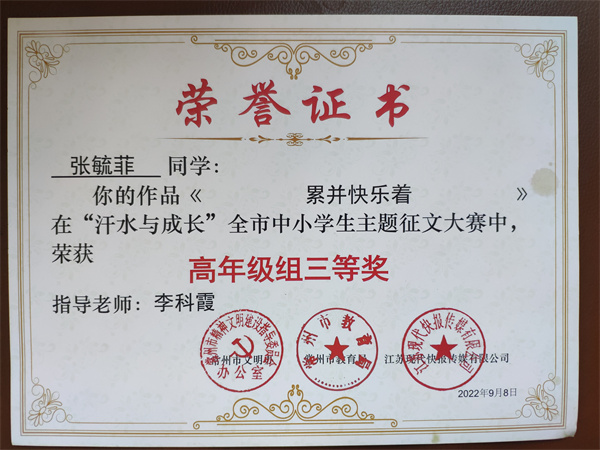 荣誉证书
张毓菲 同学：
你的作品《 累并快乐着 》
在“汗水与成长”全市中小学生主题征文大赛中，
荣获
高年级组三等奖
指导老师：李科霞
常州市精神文明建设指导委员会
办公室
常州市教育局
江苏现代快报传媒有限公司
常州市文明办 常州市教育局 江苏现代快报传媒有限公司
2022年9月8日